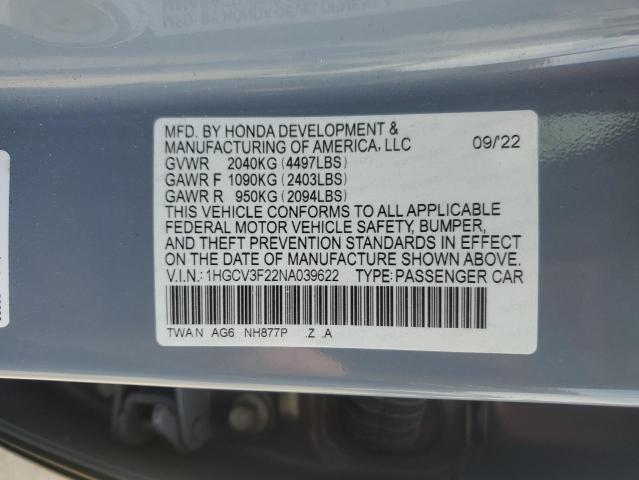 MFD. BY HONDA DEVELOPMENT &
MANUFACTURING OF AMERICA, LLC 09/'22
GVWR 2040KG (4497LBS)
GAWR F 1090KG (2403LBS)
GAWR R 950KG (2094LBS)
THIS VEHICLE CONFORMS TO ALL APPLICABLE
FEDERAL MOTOR VEHICLE SAFETY, BUMPER,
AND THEFT PREVENTION STANDARDS IN EFFECT
ON THE DATE OF MANUFACTURE SHOWN ABOVE.
V.I.N.: 1HGCV3F22NA039622 TYPE: PASSENGER CAR
TWA N AG6 NH877P .Z .A